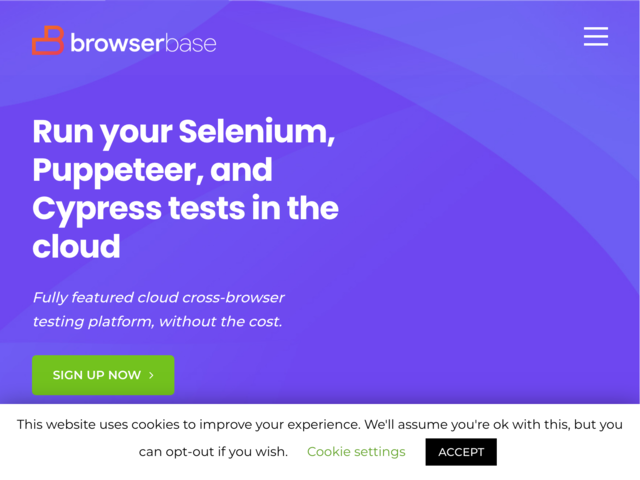 browserbase
Run your Selenium,
Puppeteer, and
Cypress tests in the
cloud
Fully featured cloud cross-browser
testing platform, without the cost.
SIGN UP NOW
This website uses cookies to improve your experience. We'll assume you're ok with this, but you
can opt-out if you wish. Cookie settings ACCEPT